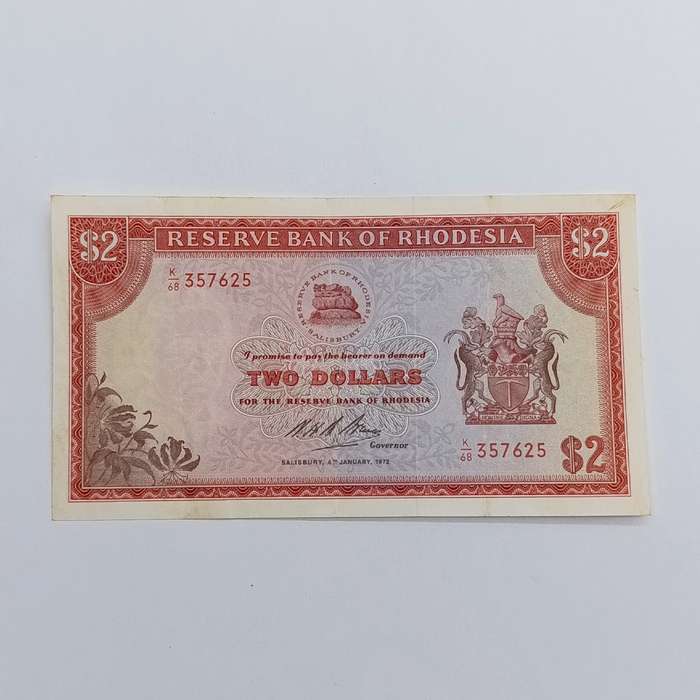 $2 RESERVE BANK OF RHODESIA $2
K/68 357625
RESERVE BANK OF RHODESIA
SALISBURY
I promise to pay the bearer on demand
TWO DOLLARS
FOR THE RESERVE BANK OF RHODESIA
Governor
K/68 357625
SALISBURY, 4TH JANUARY, 1972
$2